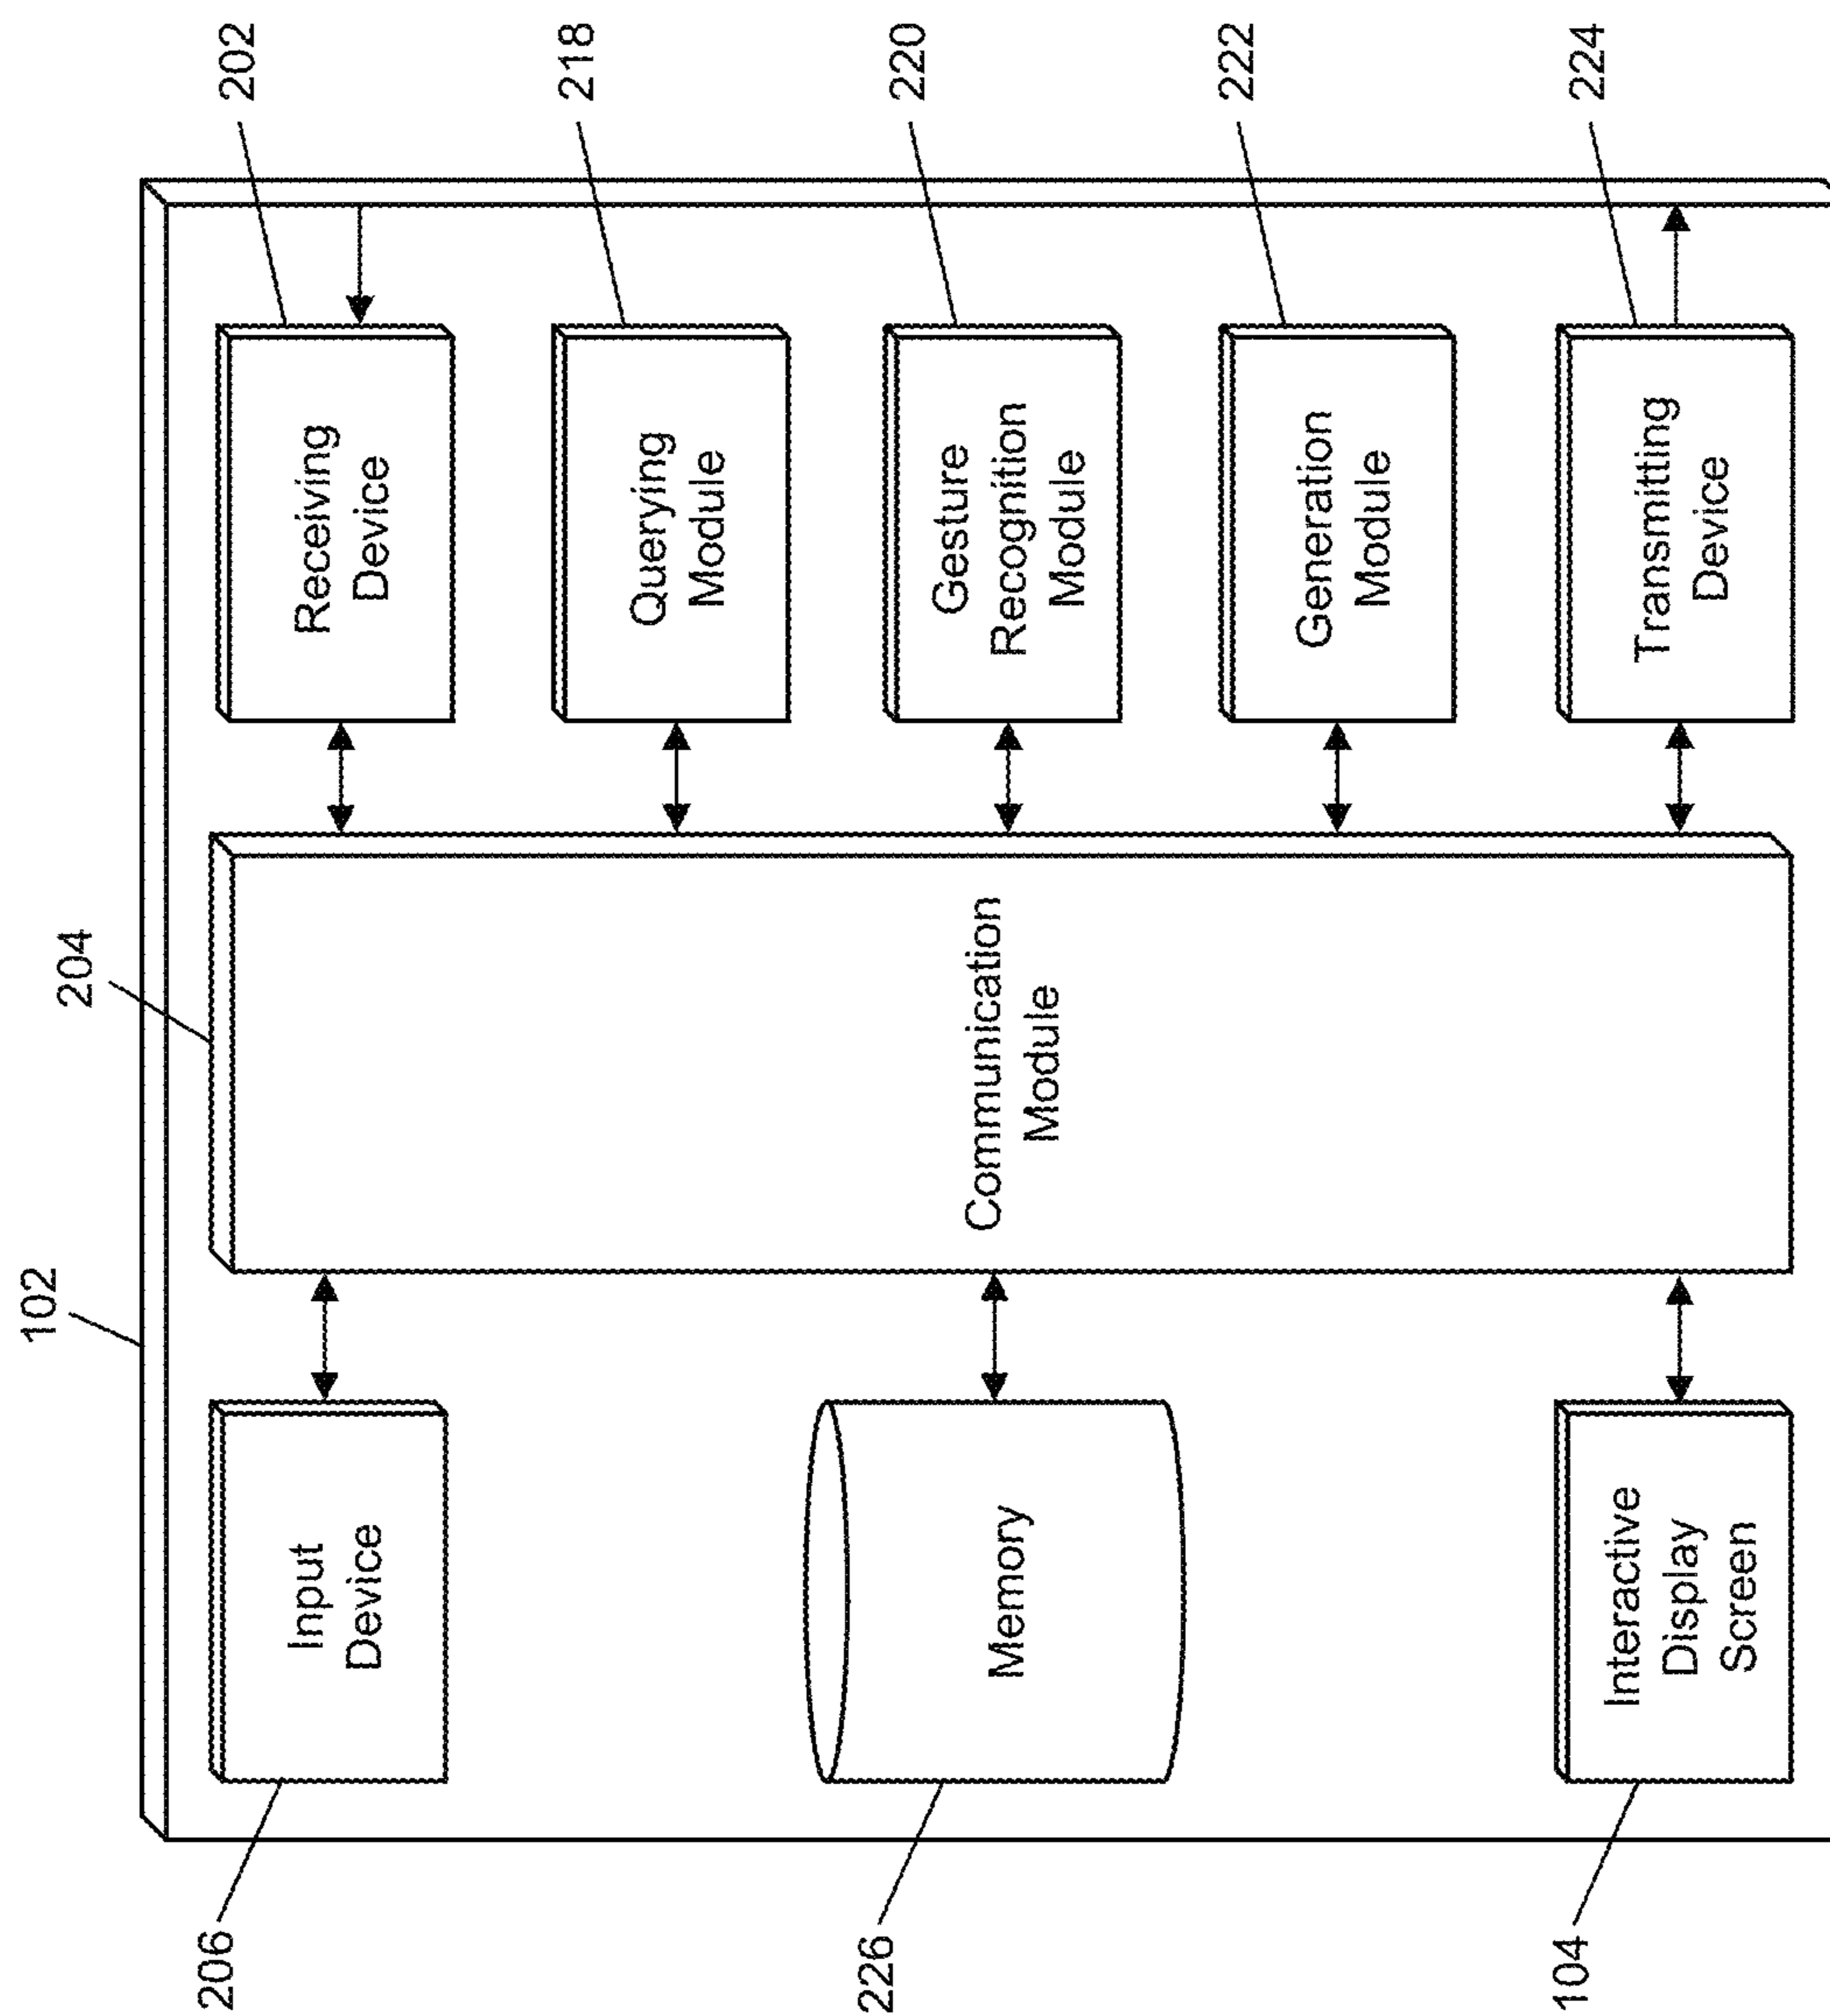 102
204
206
202
Input
Device
Receiving
Device
218
Querying
Module
226
Memory
Communication
Module
Gesture
Recognition
Module
220
Generation
Module
222
104
Interactive
Display
Screen
Transmitting
Device
224